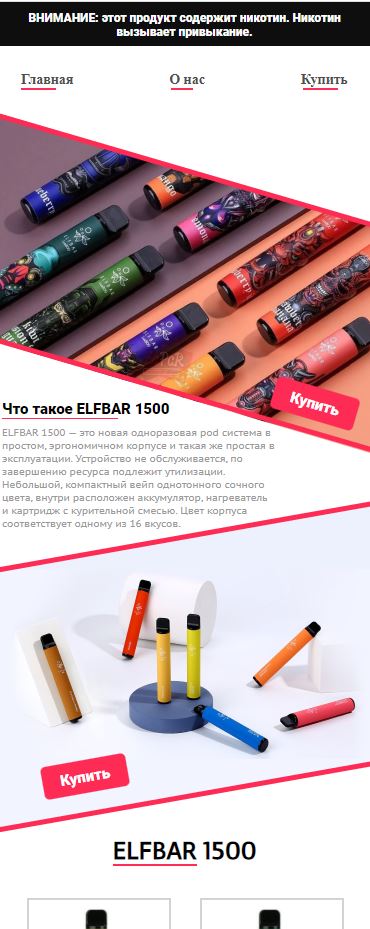 ВНИМАНИЕ: этот продукт содержит никотин. Никотин
вызывает привыкание.
Главная
О нас
Купить
ELFBAR
ELFBAR
ELFBAR
Купить
Что такое ELFBAR 1500
ELFBAR 1500 — это новая одноразовая pod система в
простом, эргономичном корпусе и такая же простая в
эксплуатации. Устройство не обслуживается, по
завершению ресурса подлежит утилизации.
Небольшой, компактный вейп однотонного сочного
цвета, внутри расположен аккумулятор, нагреватель
и картридж с курительной смесью. Цвет корпуса
соответствует одному из 16 вкусов.
Купить
ELFBAR 1500